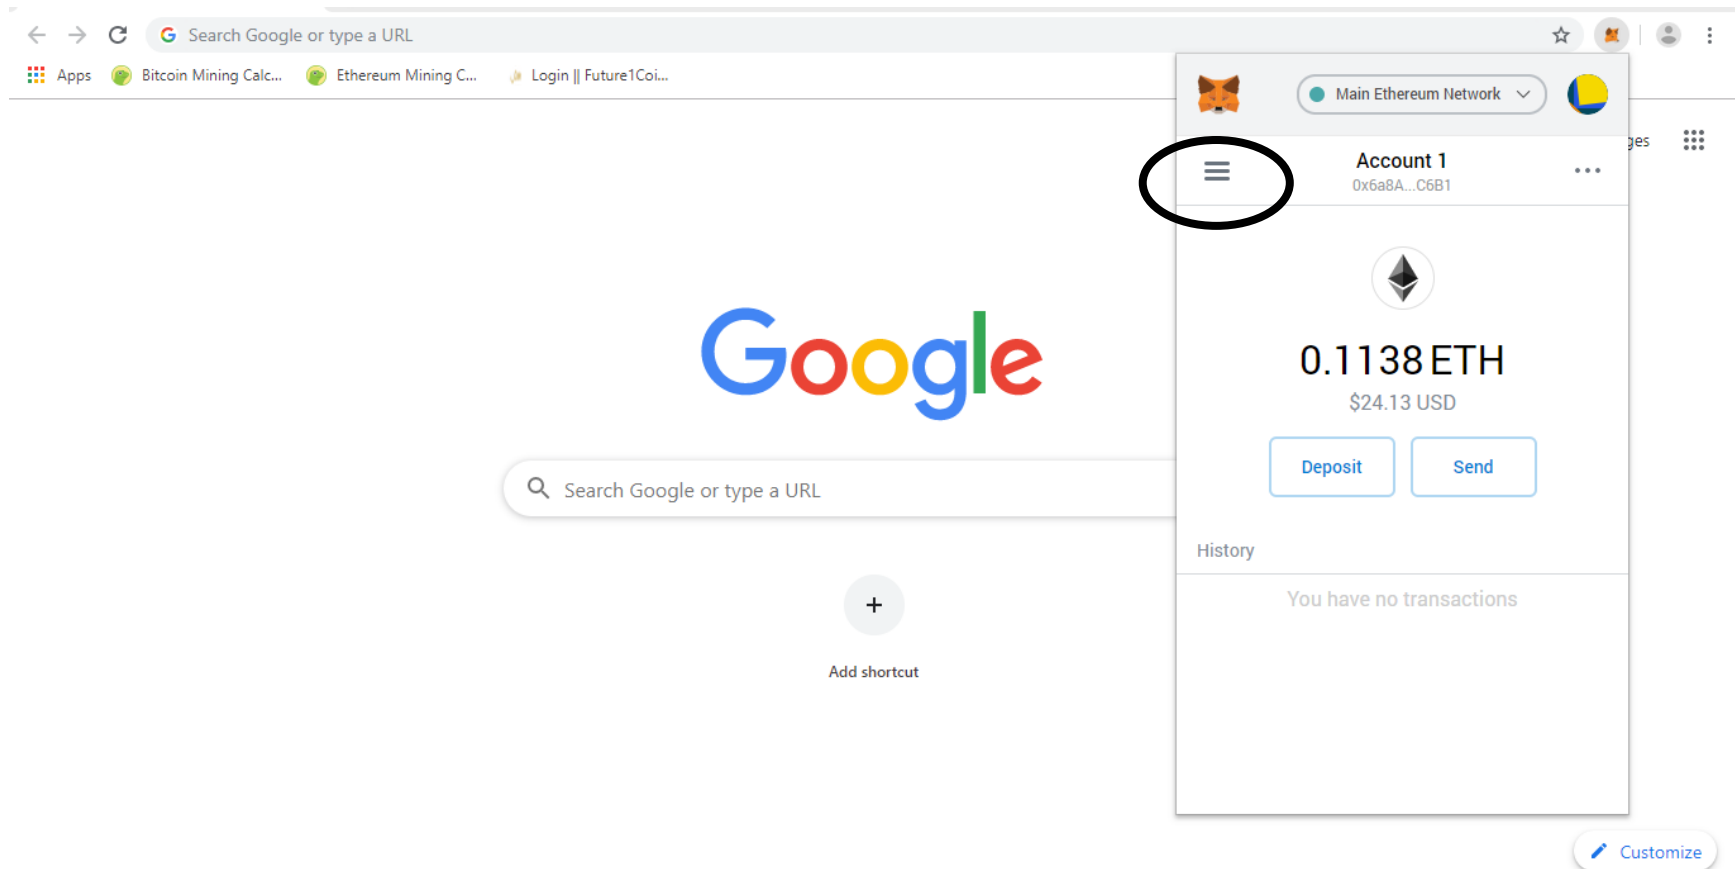 Search Google or type a URL
Apps
Bitcoin Mining Calc...
Ethereum Mining C...
Login || Future1Coi...
Main Ethereum Network
Account 1
0x6a8A...C6B1
0.1138 ETH
$24.13 USD
Deposit
Send
History
You have no transactions
Google
Search Google or type a URL
+
Add shortcut
Customize